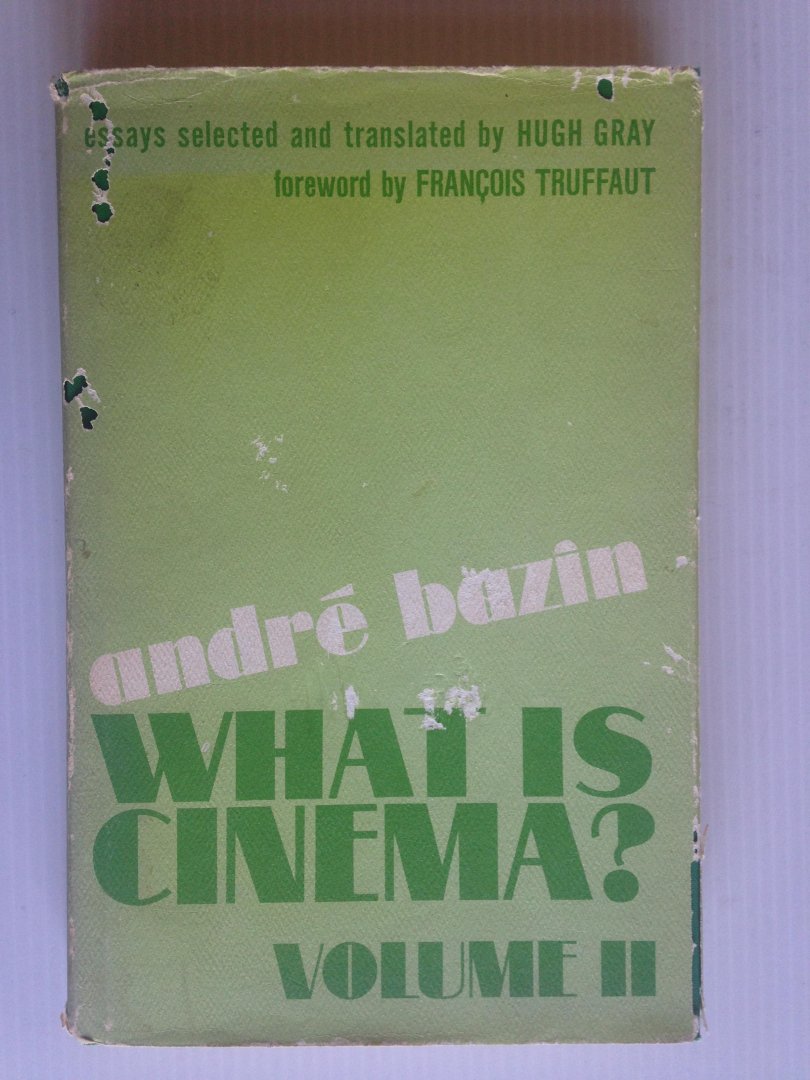 essays selected and translated by HUGH GRAY
foreword by FRANÇOIS TRUFFAUT
andré bazin
WHAT IS
CINEMA?
VOLUME II